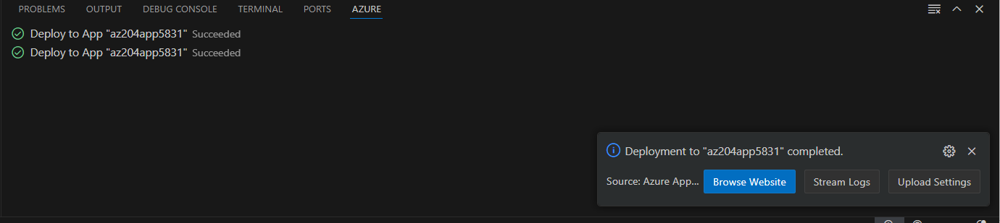 PROBLEMS OUTPUT DEBUG CONSOLE TERMINAL PORTS AZURE
Deploy to App "az204app5831" Succeeded
Deploy to App "az204app5831" Succeeded
Deployment to "az204app5831" completed.
Source: Azure App... Browse Website Stream Logs Upload Settings